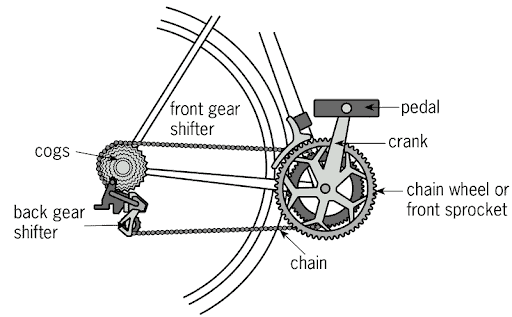 front gear
shifter
pedal
crank
cogs
chain wheel or
front sprocket
back gear
shifter
chain